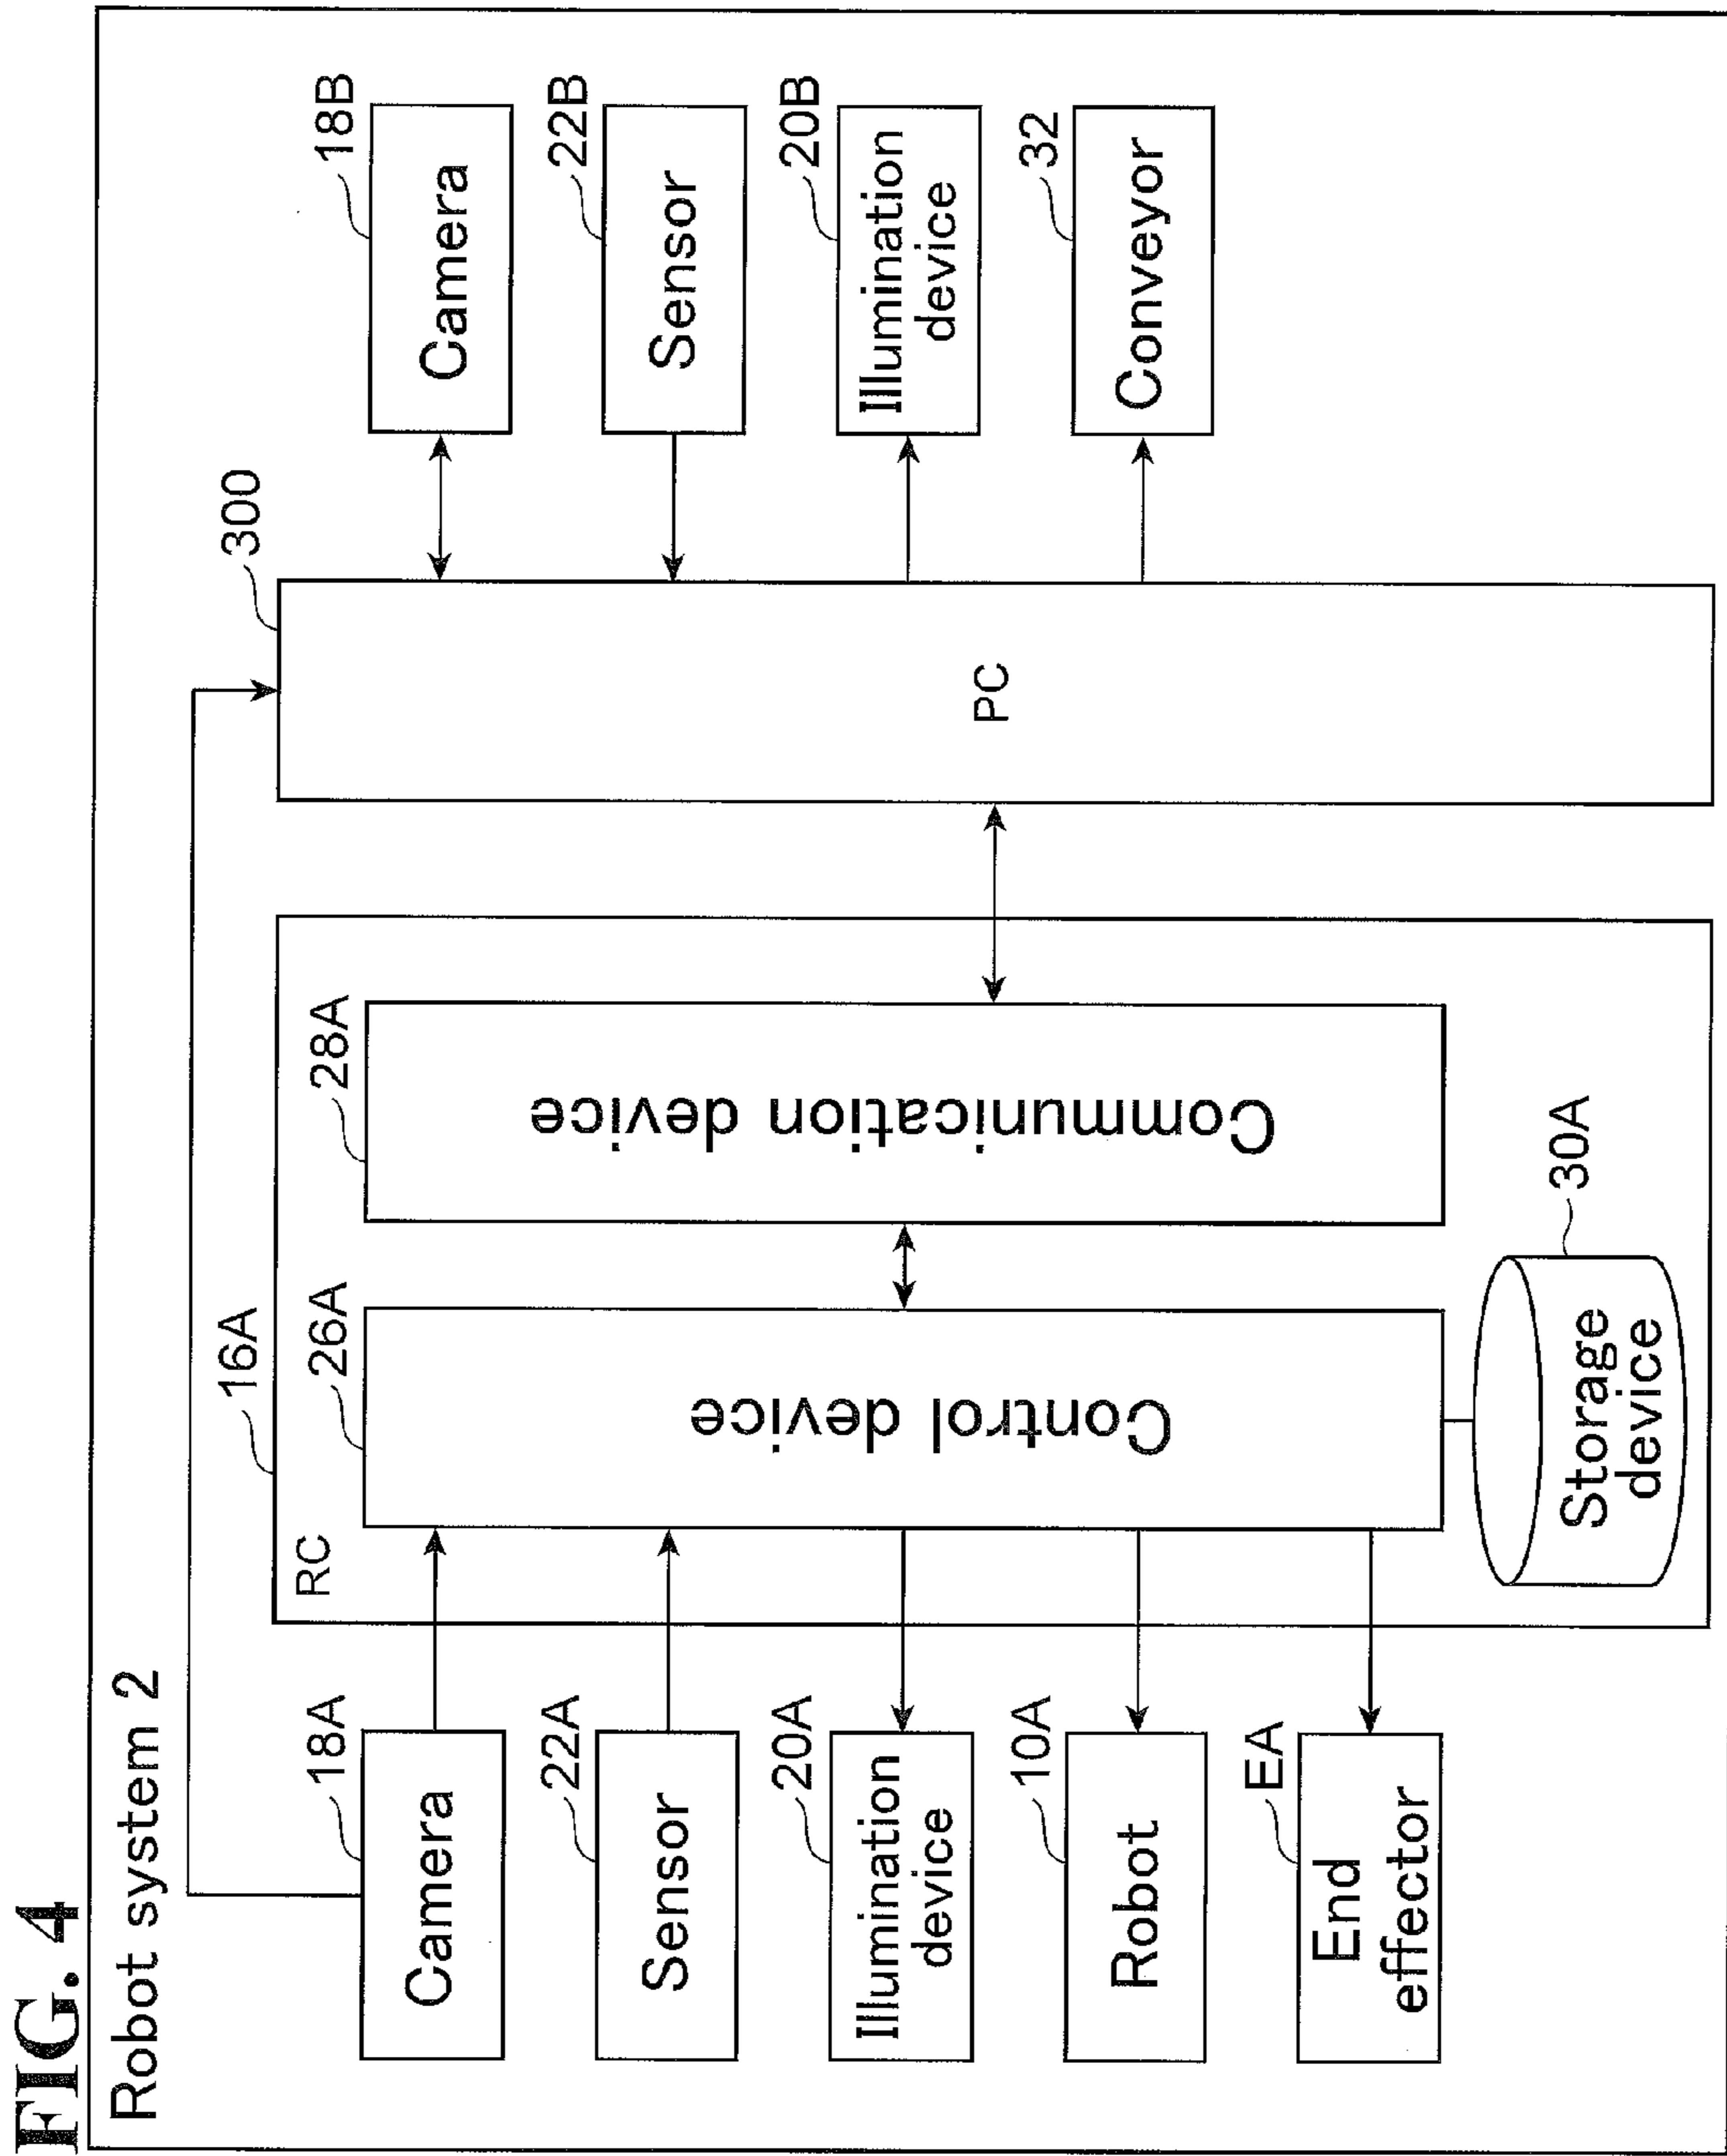 FIG. 4
Robot system 2
16A
RC
18A
Camera
22A
Sensor
20A
Illumination
device
10A
Robot
EA
End
effector
26A
Control device
28A
Communication device
30A
Storage
device
300
PC
18B
Camera
22B
Sensor
20B
Illumination
device
32
Conveyor